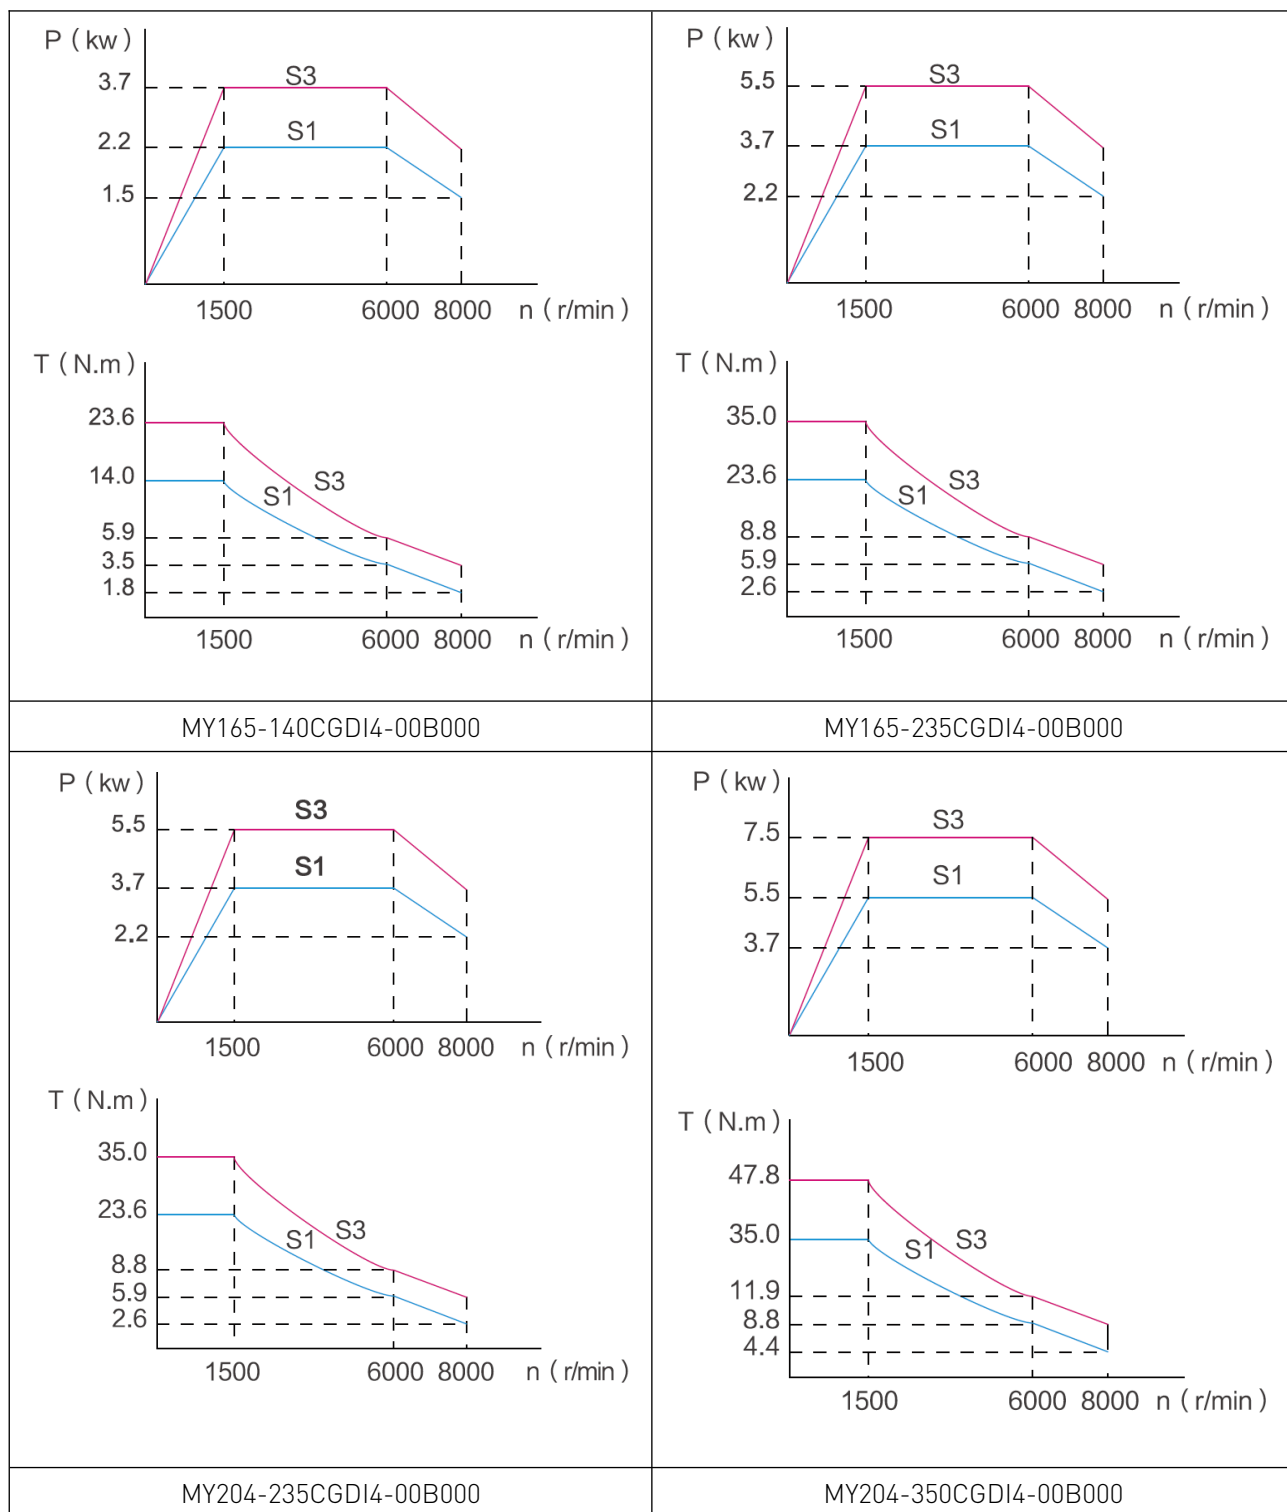 P ( kw )
3.7
S3
2.2
S1
1.5
1500
6000 8000 n ( r/min )
T ( N.m )
23.6
14.0
S1
S3
5.9
3.5
1.8
1500
6000 8000 n ( r/min )
MY165-140CGDI4-00B000
P ( kw )
5.5
S3
3.7
S1
2.2
1500
6000 8000 n ( r/min )
T ( N.m )
35.0
23.6
S1
S3
8.8
5.9
2.6
1500
6000 8000 n ( r/min )
MY165-235CGDI4-00B000
P ( kw )
5.5
S3
3.7
S1
2.2
1500
6000 8000 n ( r/min )
T ( N.m )
35.0
23.6
S1
S3
8.8
5.9
2.6
1500
6000 8000 n ( r/min )
MY204-235CGDI4-00B000
P ( kw )
7.5
S3
5.5
S1
3.7
1500
6000 8000 n ( r/min )
T ( N.m )
47.8
35.0
S1
S3
11.9
8.8
4.4
1500
6000 8000 n ( r/min )
MY204-350CGDI4-00B000